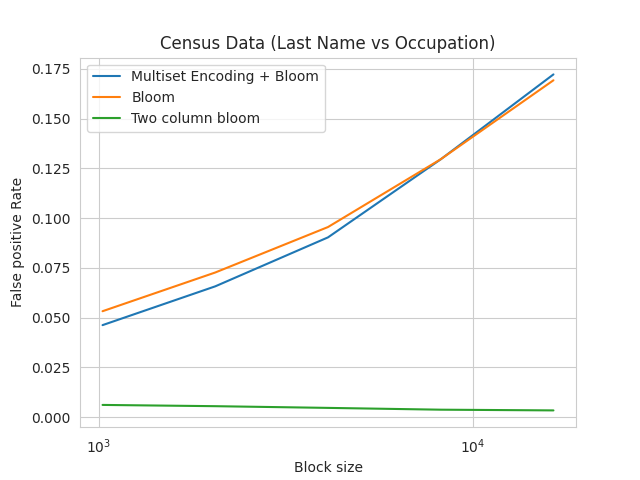 Census Data (Last Name vs Occupation)
Multiset Encoding + Bloom
Bloom
Two column bloom
False positive Rate
0.175
0.150
0.125
0.100
0.075
0.050
0.025
0.000
10³
10⁴
Block size